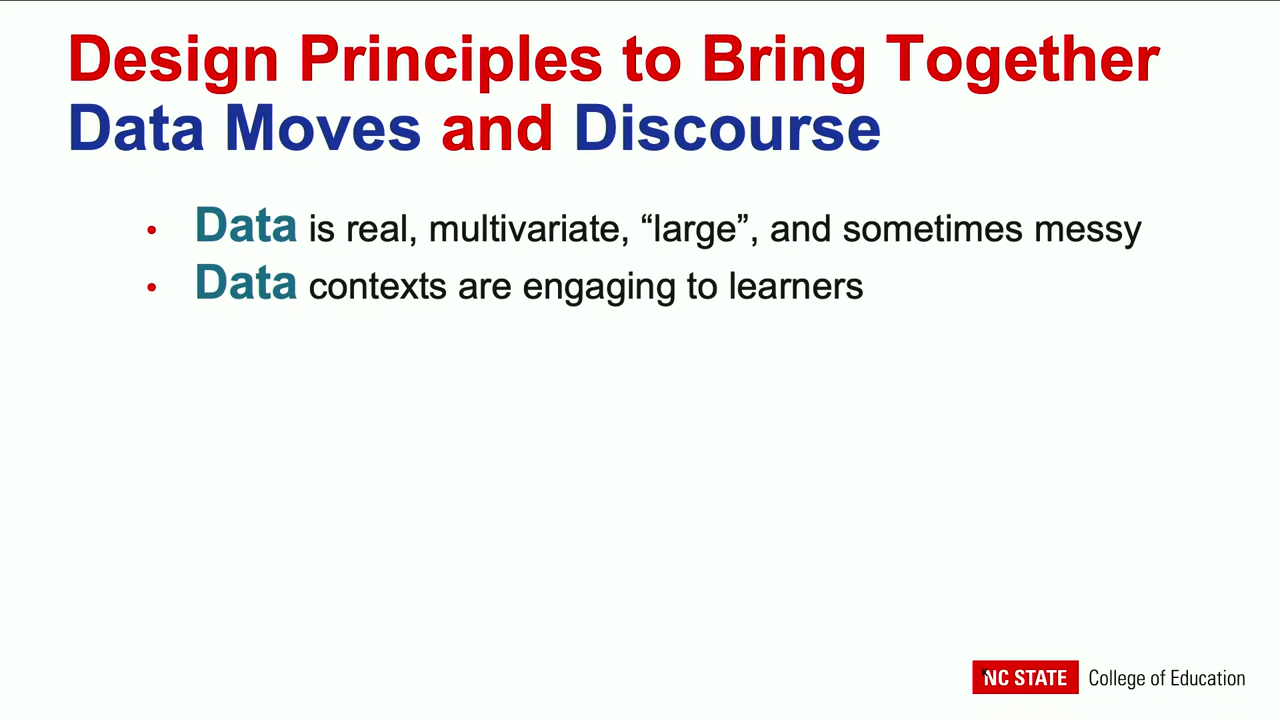 Design Principles to Bring Together
Data Moves and Discourse
• Data is real, multivariate, “large”, and sometimes messy
• Data contexts are engaging to learners
NC STATE College of Education